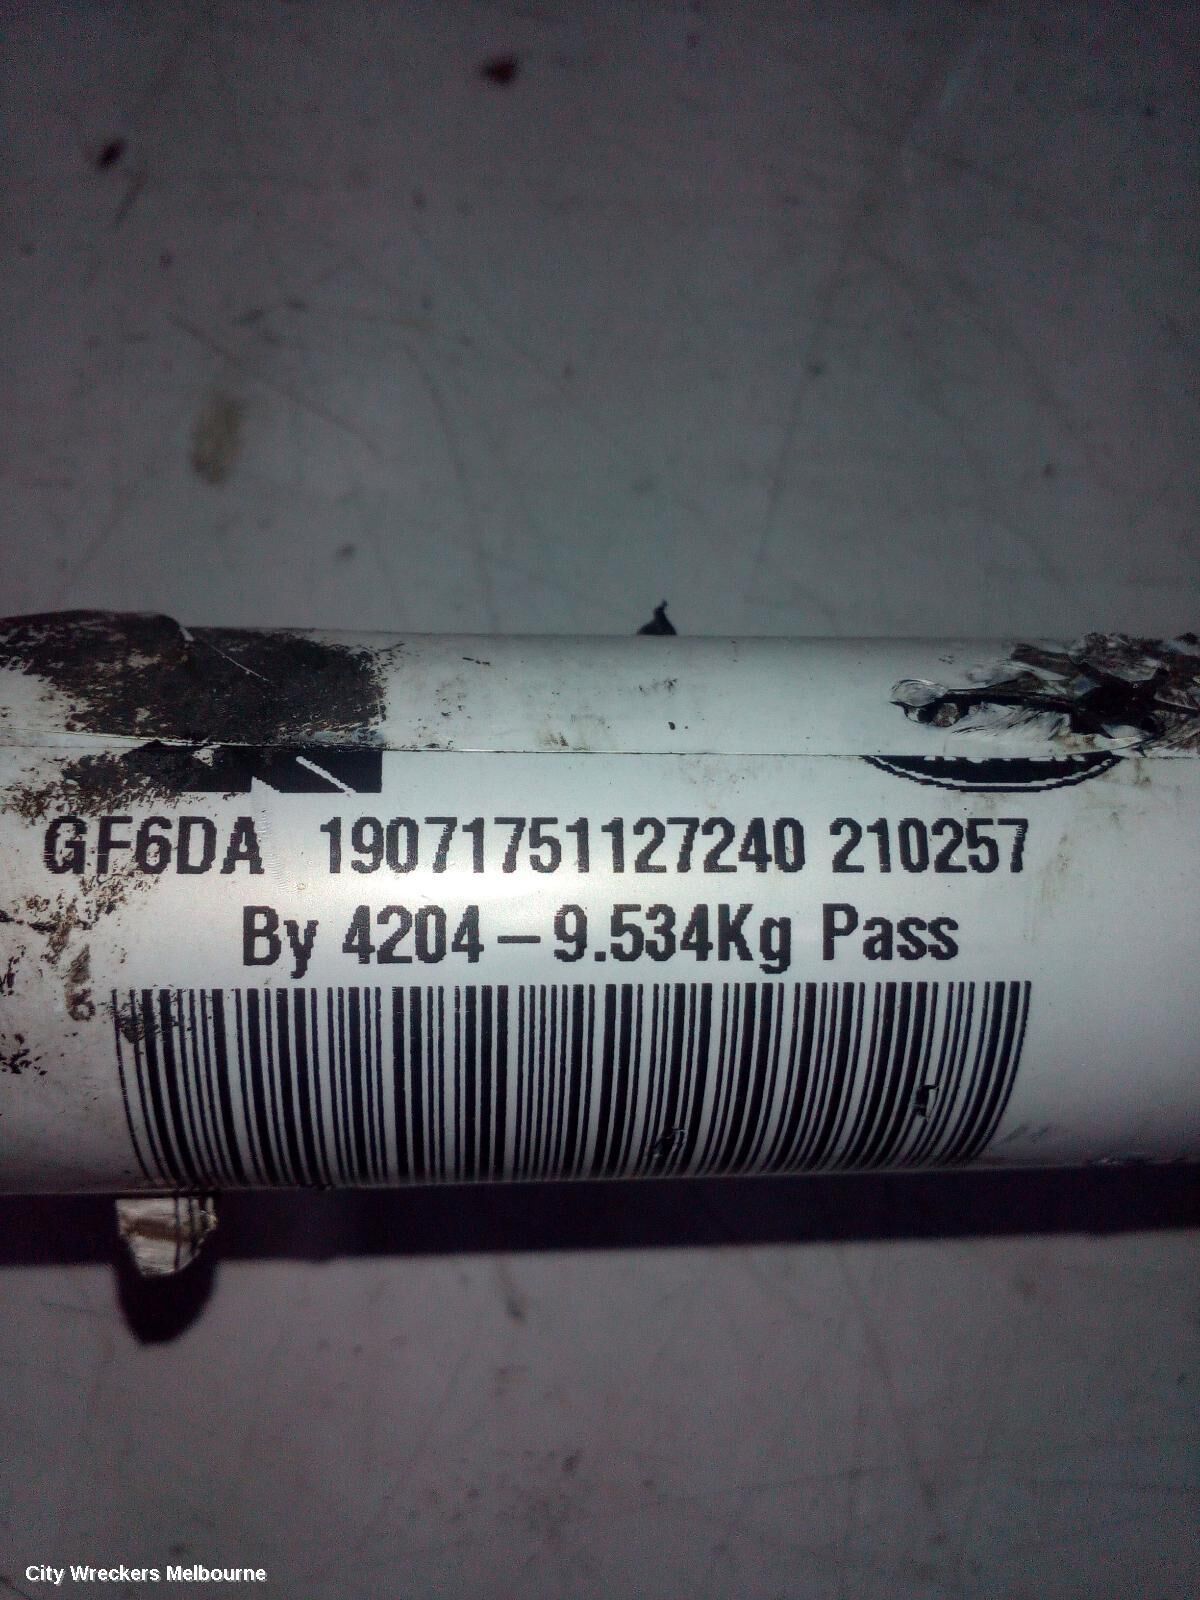 GF6DA 19071751127240 210257
By 4204-9.534Kg Pass
City Wreckers Melbourne